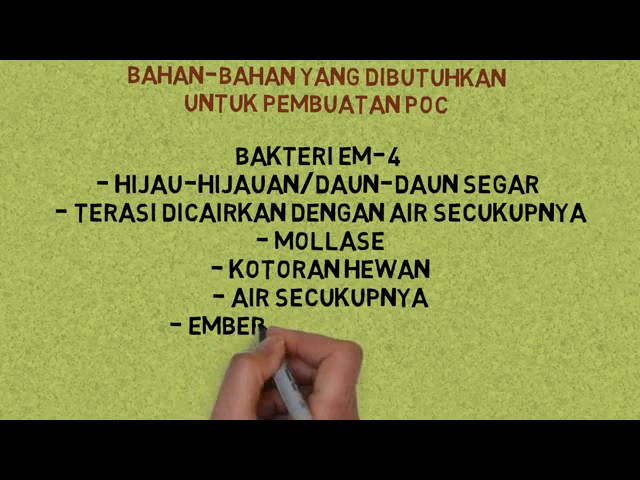 BAHAN-BAHAN YANG DIBUTUHKAN
UNTUK PEMBUATAN POC
BAKTERI EM-4
- HIJAU-HIJAUAN/DAUN-DAUN SEGAR
- TERASI DICAIRKAN DENGAN AIR SECUKUPNYA
- MOLLASE
- KOTORAN HEWAN
- AIR SECUKUPNYA
- EMBER